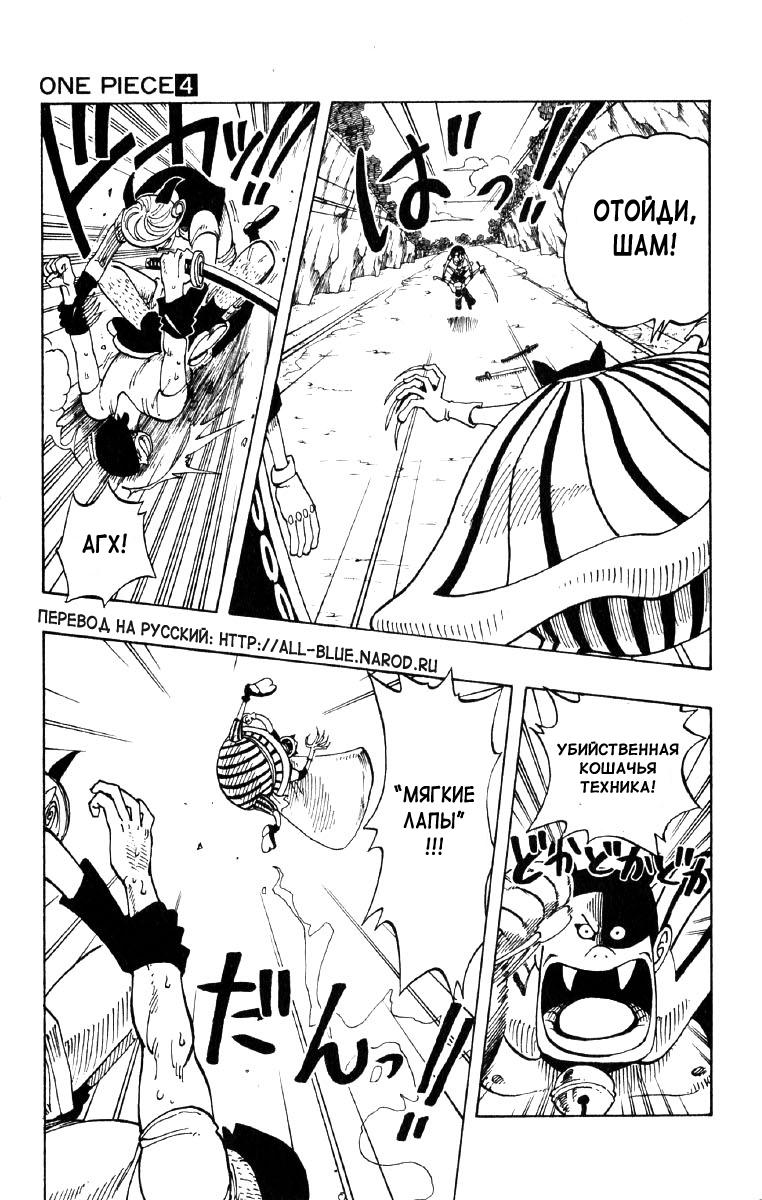 ONE PIECE 4
ОТОЙДИ,
ШАМ!
ばっ!!
ドカッ!!
АГХ!
ПЕРЕВОД НА РУССКИЙ: HTTP://ALL-BLUE.NAROD.RU
УБИЙСТВЕННАЯ
КОШАЧЬЯ
ТЕХНИКА!
どかどかどか
"МЯГКИЕ
ЛАПЫ"
!!!
だんっ!!